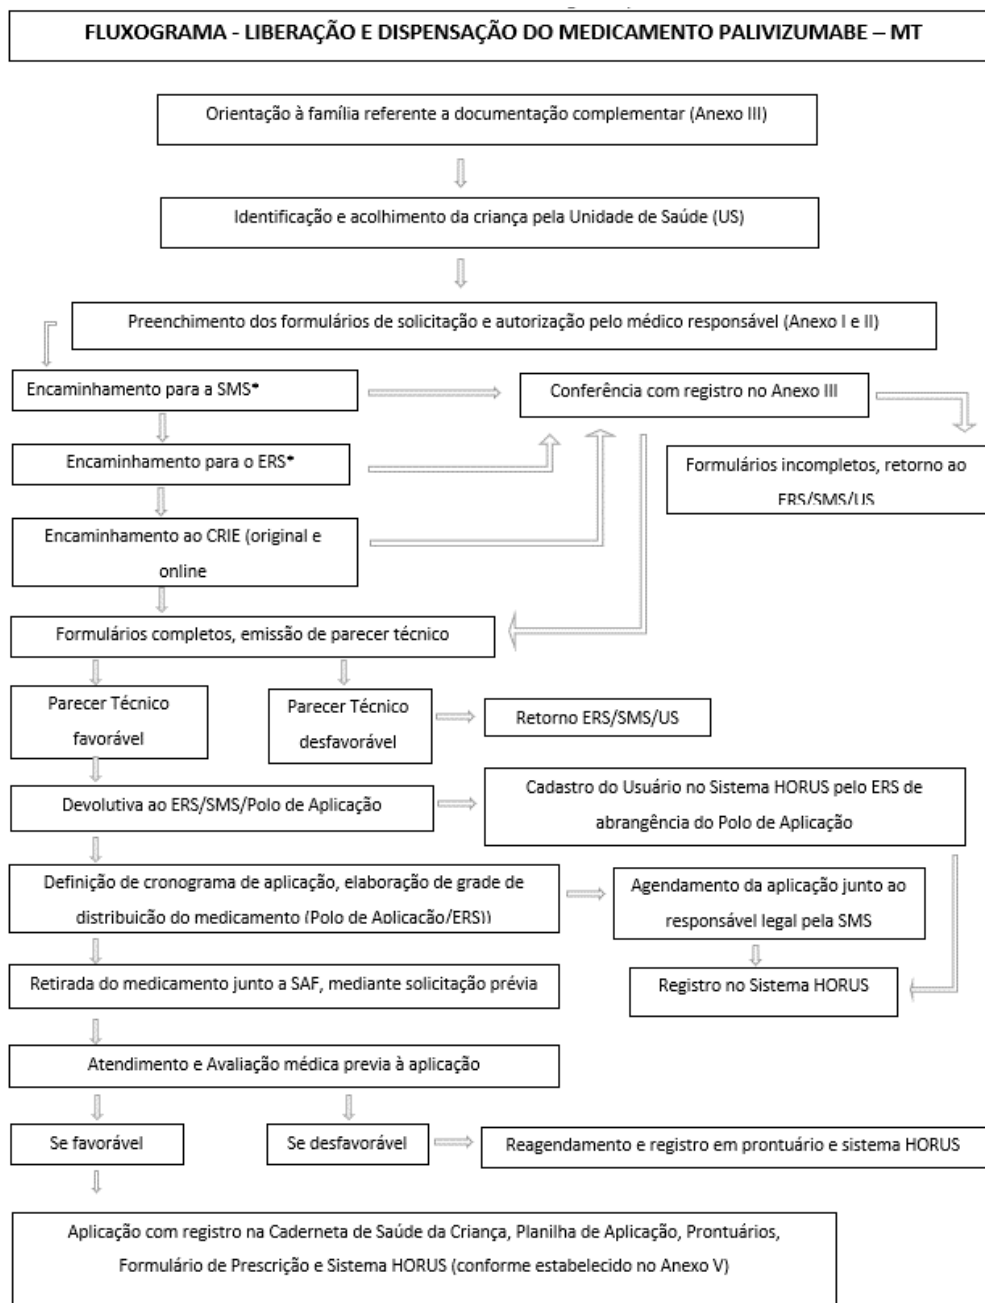 FLUXOGRAMA - LIBERAÇÃO E DISPENSAÇÃO DO MEDICAMENTO PALIVIZUMABE – MT
Orientação à família referente a documentação complementar (Anexo III)
Identificação e acolhimento da criança pela Unidade de Saúde (US)
Preenchimento dos formulários de solicitação e autorização pelo médico responsável (Anexo I e II)
Encaminhamento para a SMS*
Conferência com registro no Anexo III
Encaminhamento para o ERS*
Formulários incompletos, retorno ao
ERS/SMS/US
Encaminhamento ao CRIE (original e
online
Formulários completos, emissão de parecer técnico
Parecer Técnico
favorável
Parecer Técnico
desfavorável
Retorno ERS/SMS/US
Devolutiva ao ERS/SMS/Polo de Aplicação
Cadastro do Usuário no Sistema HORUS pelo ERS de
abrangência do Polo de Aplicação
Definição de cronograma de aplicação, elaboração de grade de
distribuição do medicamento (Polo de Aplicação/ERS))
Agendamento da aplicação junto ao
responsável legal pela SMS
Retirada do medicamento junto a SAF, mediante solicitação prévia
Registro no Sistema HORUS
Atendimento e Avaliação médica previa à aplicação
Se favorável
Se desfavorável
Reagendamento e registro em prontuário e sistema HORUS
Aplicação com registro na Caderneta de Saúde da Criança, Planilha de Aplicação, Prontuários,
Formulário de Prescrição e Sistema HORUS (conforme estabelecido no Anexo V)